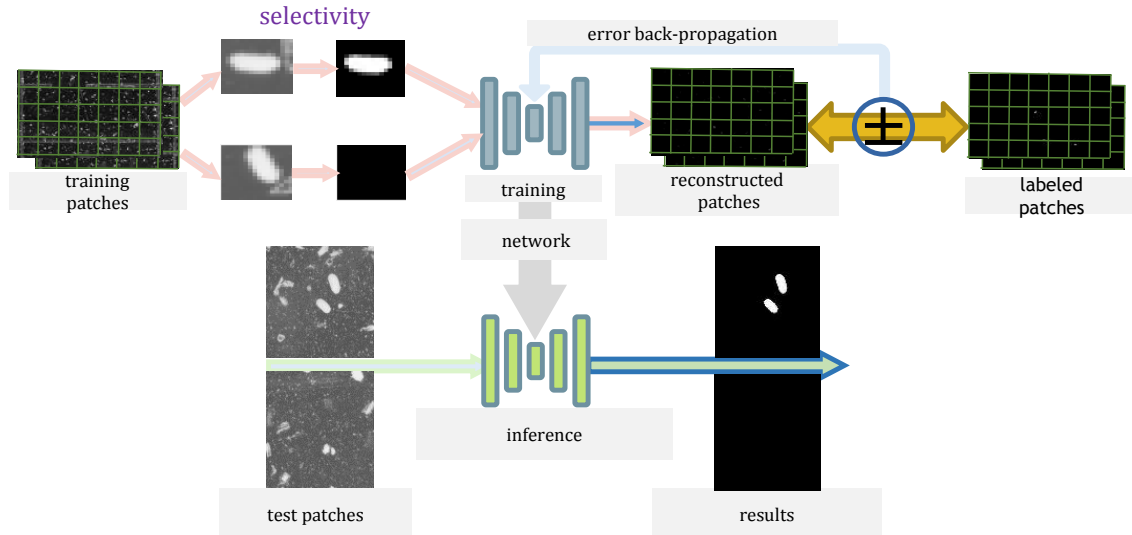 selectivity
error back-propagation
training
patches
training
reconstructed
patches
labeled
patches
network
inference
test patches
results